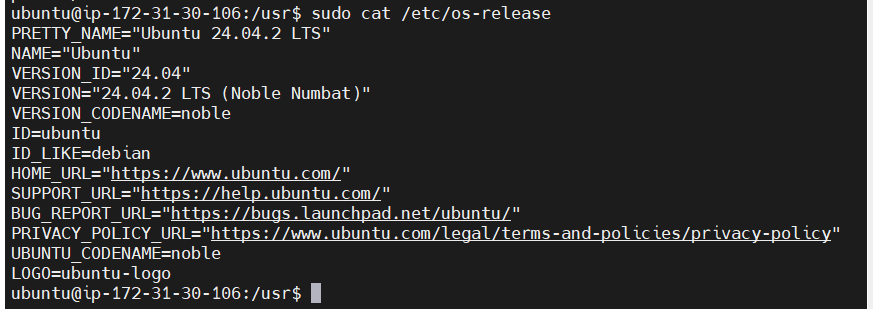 ubuntu@ip-172-31-30-106:/usr$ sudo cat /etc/os-release
PRETTY_NAME="Ubuntu 24.04.2 LTS"
NAME="Ubuntu"
VERSION_ID="24.04"
VERSION="24.04.2 LTS (Noble Numbat)"
VERSION_CODENAME=noble
ID=ubuntu
ID_LIKE=debian
HOME_URL="https://www.ubuntu.com/"
SUPPORT_URL="https://help.ubuntu.com/"
BUG_REPORT_URL="https://bugs.launchpad.net/ubuntu/"
PRIVACY_POLICY_URL="https://www.ubuntu.com/legal/terms-and-policies/privacy-policy"
UBUNTU_CODENAME=noble
LOGO=ubuntu-logo
ubuntu@ip-172-31-30-106:/usr$